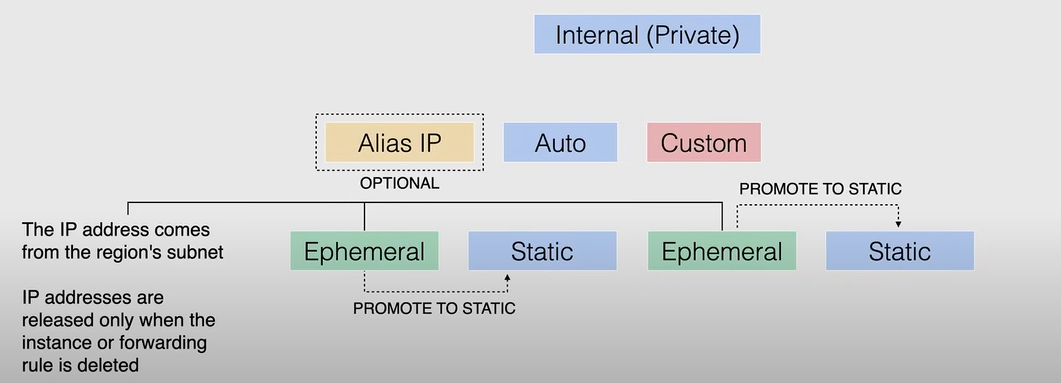 Internal (Private)
Alias IP
Auto
Custom
OPTIONAL
PROMOTE TO STATIC
The IP address comes
from the region's subnet
Ephemeral
Static
Ephemeral
Static
PROMOTE TO STATIC
IP addresses are
released only when the
instance or forwarding
rule is deleted